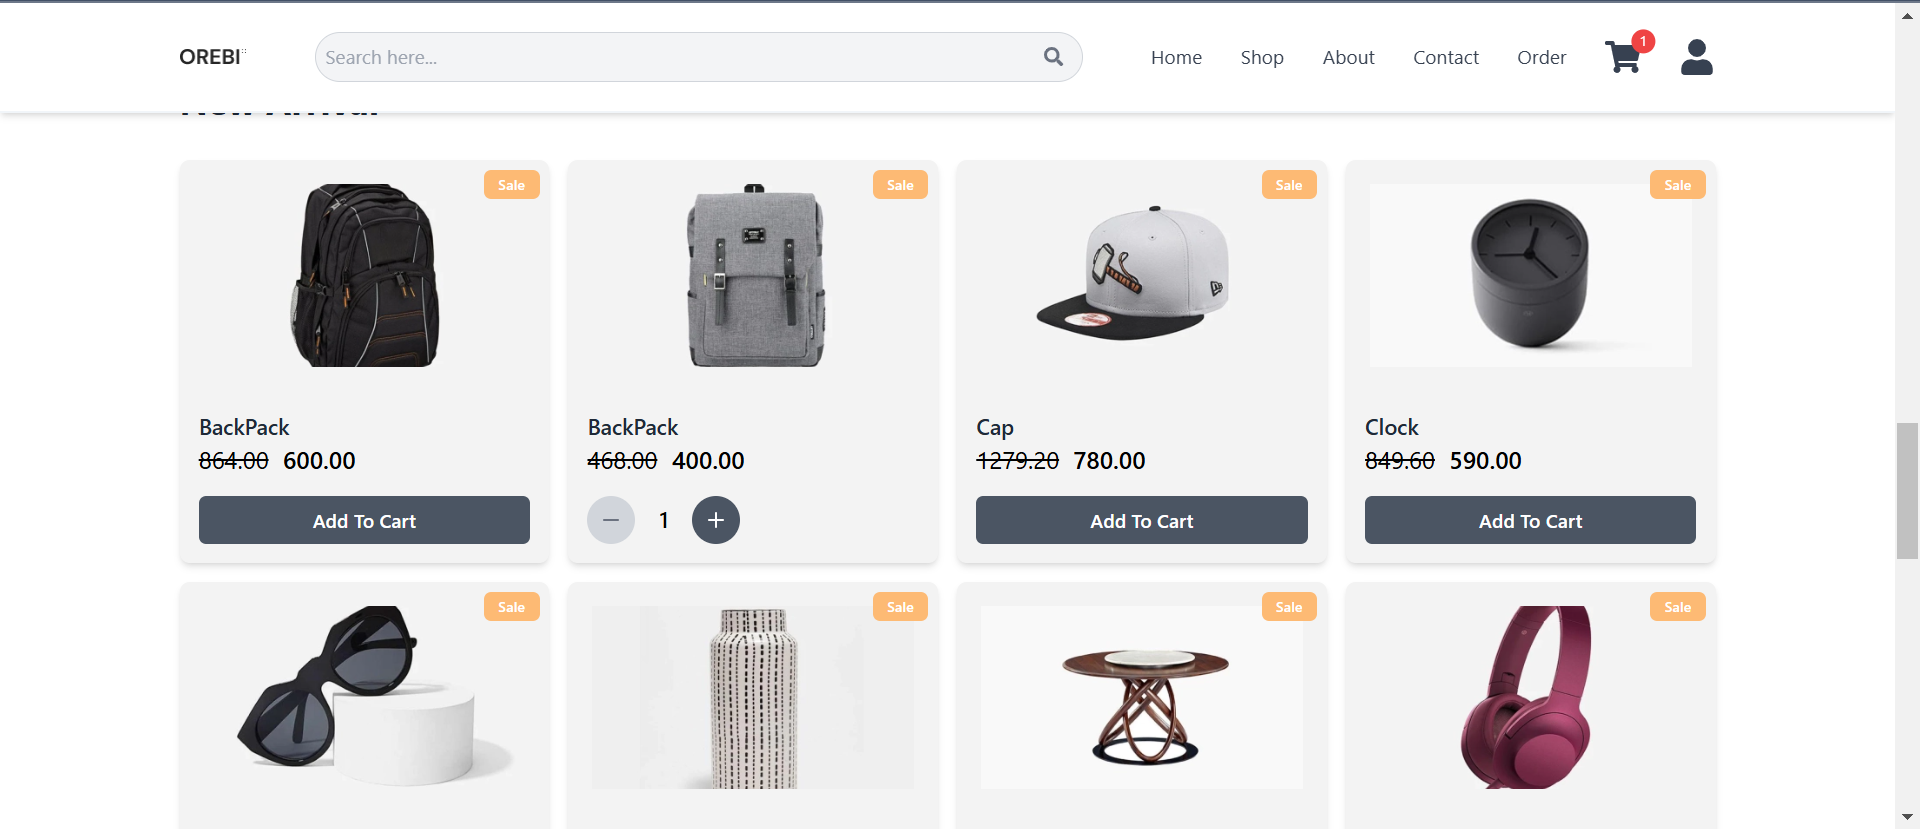 OREBI
Search here...
Home
Shop
About
Contact
Order
1
New Arrival
Sale
Sale
Sale
Sale
BackPack
864.00 600.00
Add To Cart
BackPack
468.00 400.00
1
Cap
1279.20 780.00
Add To Cart
Clock
849.60 590.00
Add To Cart
Sale
Sale
Sale
Sale